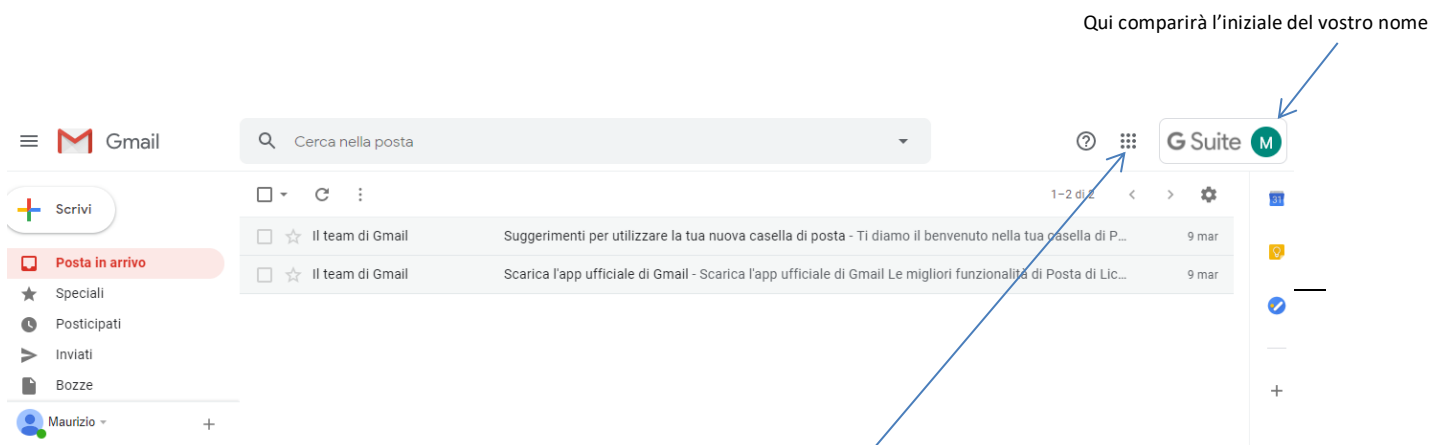 Qui comparirà l'iniziale del vostro nome
Gmail
Cerca nella posta
G Suite
M
Scrivi
1–2 di 2
31
Il team di Gmail Suggerimenti per utilizzare la tua nuova casella di posta - Ti diamo il benvenuto nella tua casella di P... 9 mar
Posta in arrivo
Il team di Gmail Scarica l'app ufficiale di Gmail - Scarica l'app ufficiale di Gmail Le migliori funzionalità di Posta di Lic... 9 mar
Speciali
Posticipati
Inviati
Bozze
Maurizio